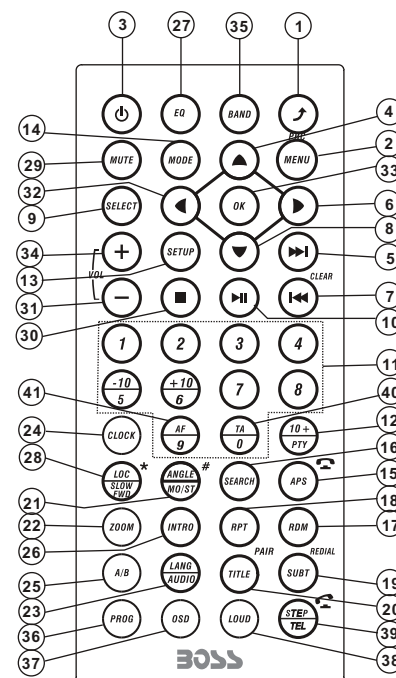 3 27 35 1
EQ BAND
14 4
PBC
MUTE MODE MENU
29 2
32 33
SELECT OK
9 6
34 8
+ SETUP
VOL
13 5
CLEAR
−
31 7
30 10
1 2 3 4
11
-10 +10
5 6 7 8
41 40
AF TA 10+
9 0 PTY
24 12
CLOCK
16
28 * #
LOC ANGLE SEARCH APS
SLOW MO/ST
FWD
15
21 18
22 17
ZOOM INTRO RPT RDM
26
PAIR REDIAL
25
A/B LANG TITLE SUBT
AUDIO
23 19
20
36 STEP
PROG OSD LOUD TEL
39
37 38
BOSS